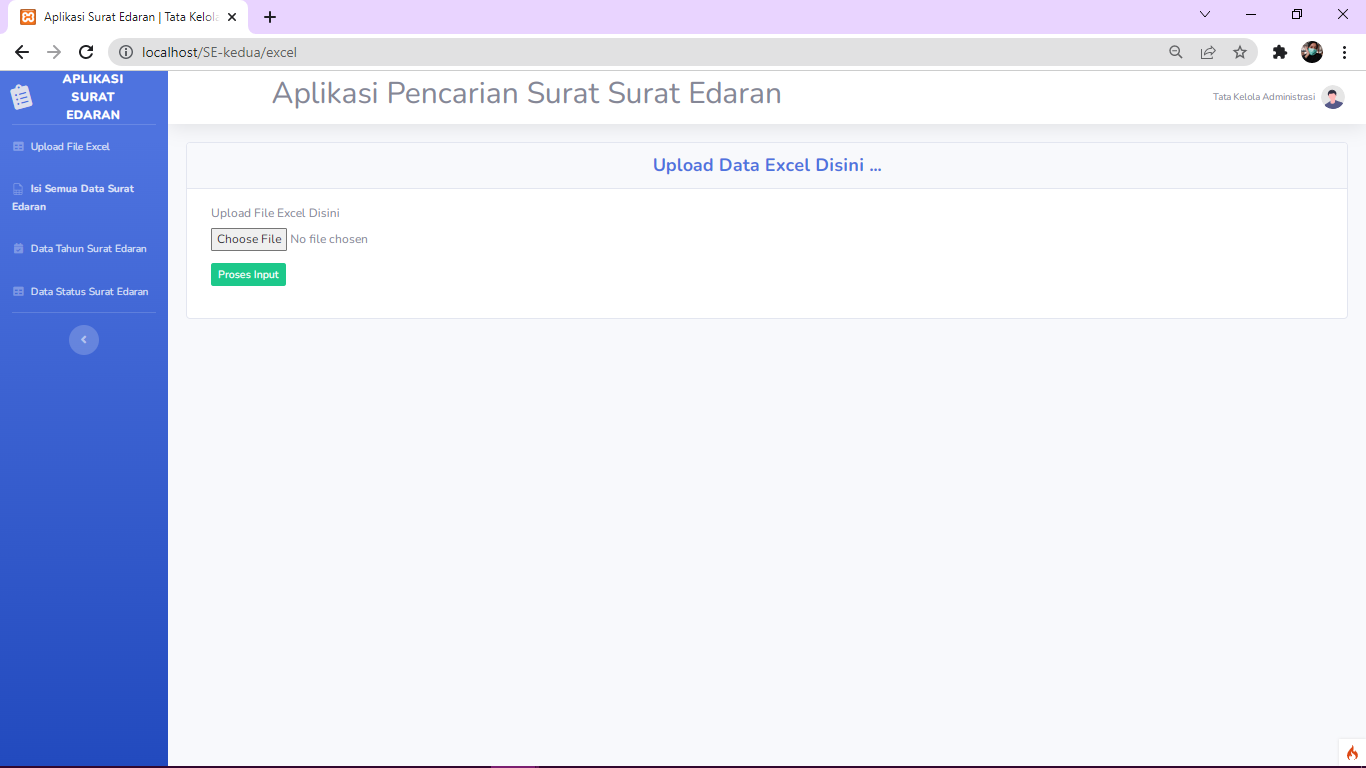 Aplikasi Surat Edaran | Tata Kelola
localhost/SE-kedua/excel
APLIKASI
SURAT
EDARAN
Aplikasi Pencarian Surat Surat Edaran
Tata Kelola Administrasi
Upload File Excel
Isi Semua Data Surat
Edaran
Data Tahun Surat Edaran
Data Status Surat Edaran
Upload Data Excel Disini ...
Upload File Excel Disini
Choose File No file chosen
Proses Input